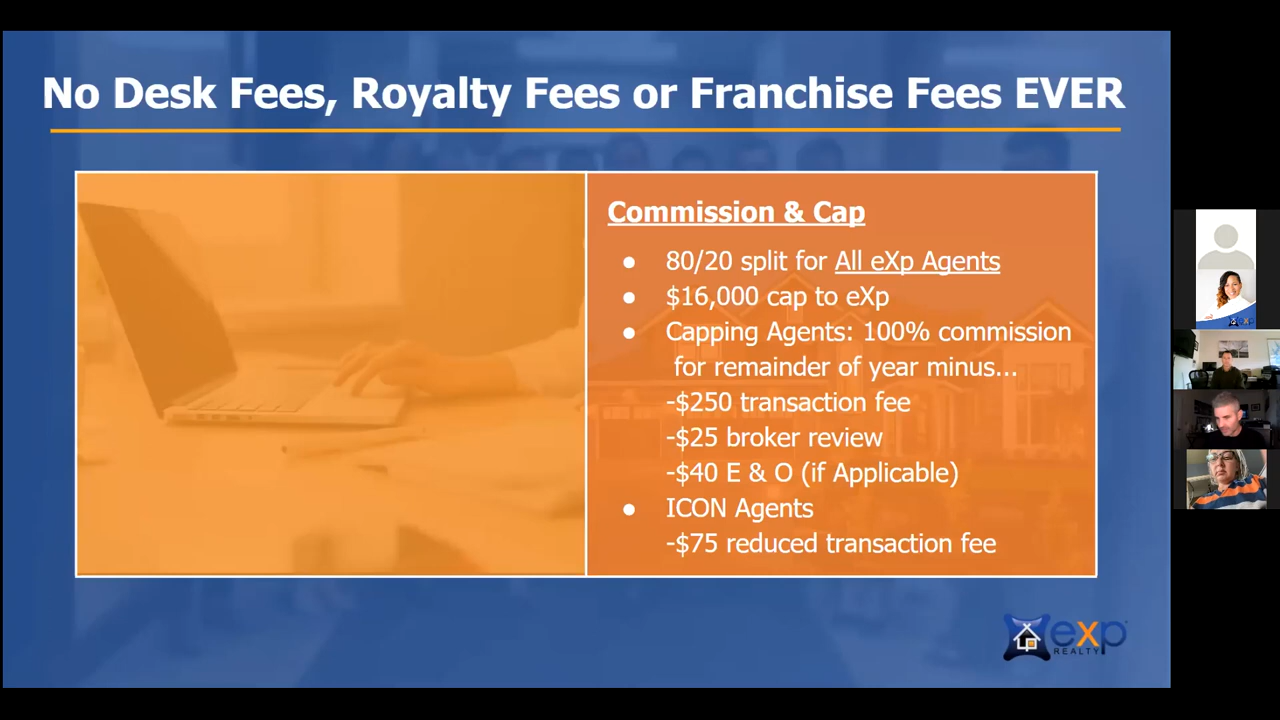 No Desk Fees, Royalty Fees or Franchise Fees EVER
Commission & Cap
● 80/20 split for All eXp Agents
● $16,000 cap to eXp
● Capping Agents: 100% commission
for remainder of year minus...
-$250 transaction fee
-$25 broker review
-$40 E & O (if Applicable)
● ICON Agents
-$75 reduced transaction fee
eXp
REALTY